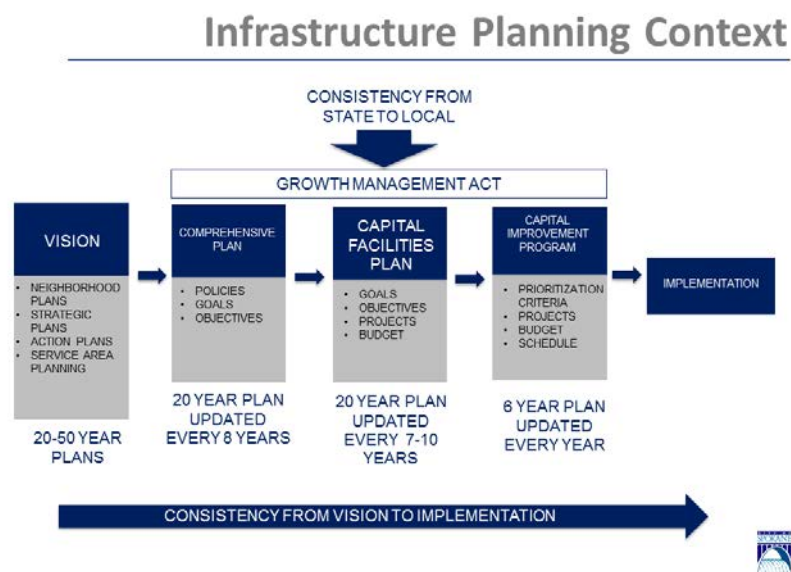 Infrastructure Planning Context
CONSISTENCY FROM
STATE TO LOCAL
GROWTH MANAGEMENT ACT
VISION
• NEIGHBORHOOD
PLANS
• STRATEGIC
PLANS
• ACTION PLANS
• SERVICE AREA
PLANNING
20-50 YEAR
PLANS
COMPREHENSIVE
PLAN
• POLICIES
• GOALS
• OBJECTIVES
20 YEAR PLAN
UPDATED
EVERY 8 YEARS
CAPITAL
FACILITIES
PLAN
• GOALS
• OBJECTIVES
• PROJECTS
• BUDGET
20 YEAR PLAN
UPDATED
EVERY 7-10
YEARS
CAPITAL
IMPROVEMENT
PROGRAM
• PRIORITIZATION
CRITERIA
• PROJECTS
• BUDGET
• SCHEDULE
6 YEAR PLAN
UPDATED
EVERY YEAR
IMPLEMENTATION
CONSISTENCY FROM VISION TO IMPLEMENTATION
SPOKANE